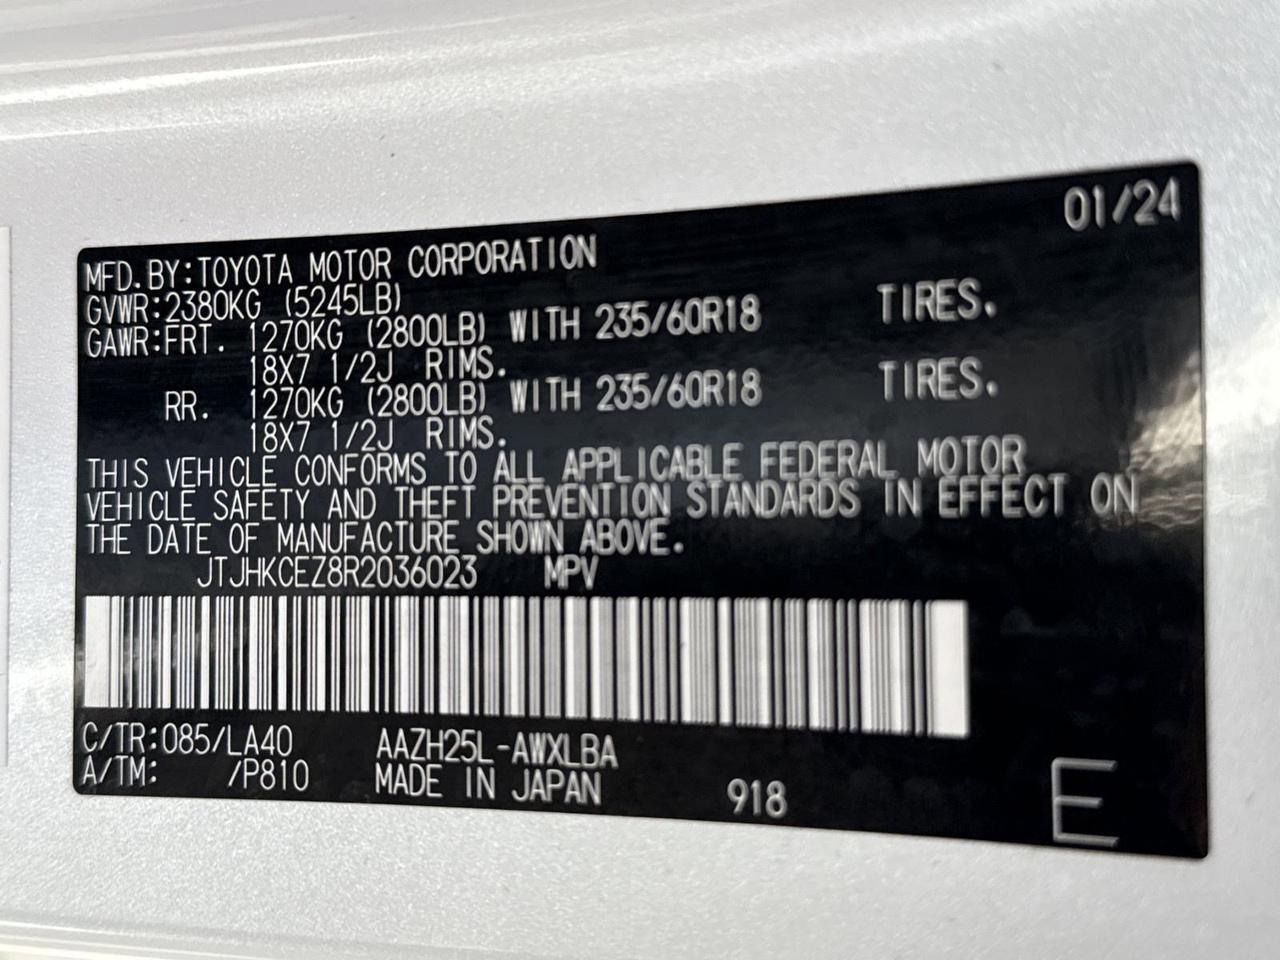 01/24
MFD.BY:TOYOTA MOTOR CORPORATION
GVWR:2380KG (5245LB)
GAWR:FRT. 1270KG (2800LB) WITH 235/60R18 TIRES.
18X7 1/2J RIMS.
RR. 1270KG (2800LB) WITH 235/60R18 TIRES.
18X7 1/2J RIMS.
THIS VEHICLE CONFORMS TO ALL APPLICABLE FEDERAL MOTOR
VEHICLE SAFETY AND THEFT PREVENTION STANDARDS IN EFFECT ON
THE DATE OF MANUFACTURE SHOWN ABOVE.
JTJHKCEZ8R2036023 MPV
C/TR:085/LA40 AAZH25L-AWXLBA
A/TM: /P810 MADE IN JAPAN 918 E